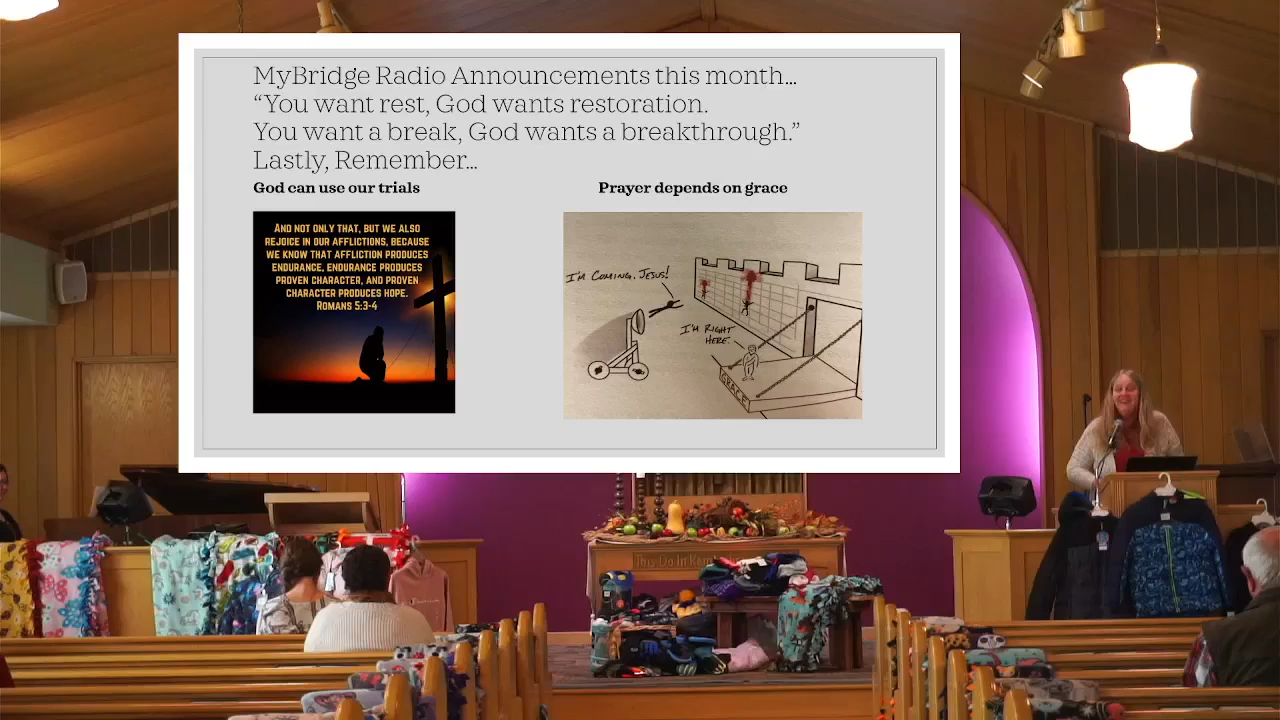 MyBridge Radio Announcements this month…
“You want rest, God wants restoration.
You want a break, God wants a breakthrough.”
Lastly, Remember…
God can use our trials
Prayer depends on grace
And not only that, but we also
rejoice in our afflictions, because
we know that affliction produces
endurance, endurance produces
proven character, and proven
character produces hope.
Romans 5:3-4
I'm coming, Jesus!
I'm right
here.
GRACE
This Do In